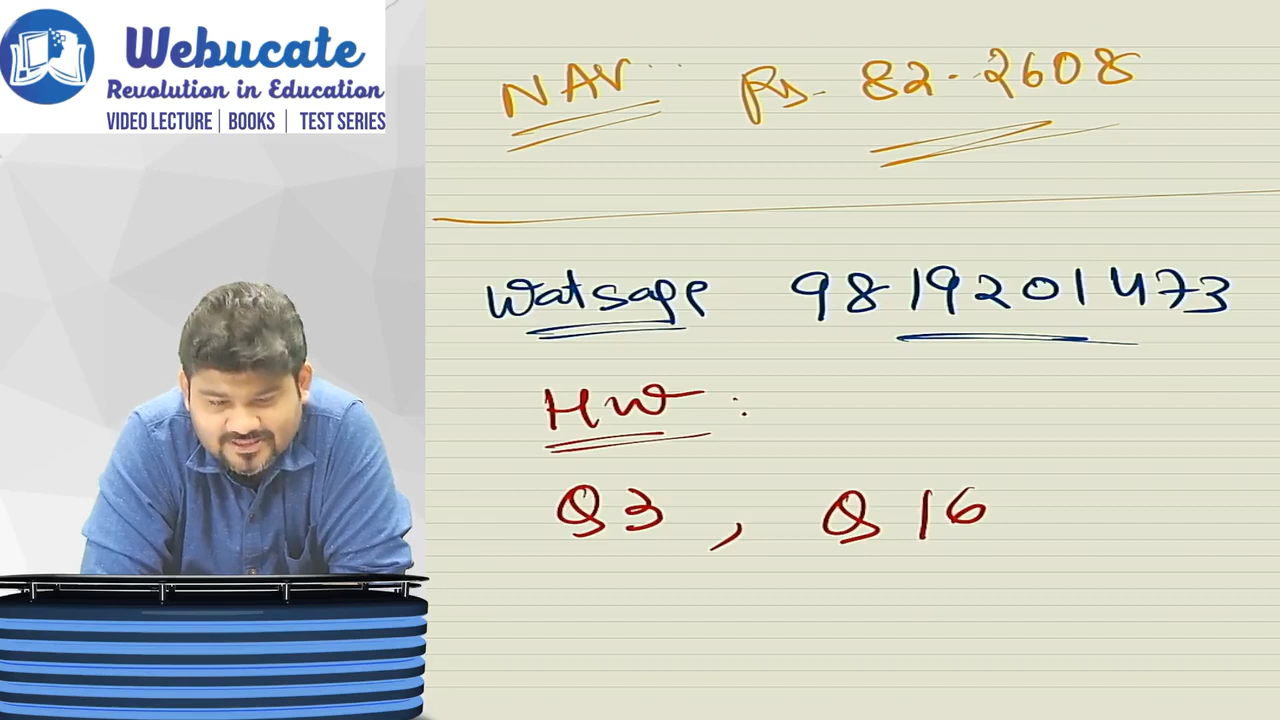 Webucate
Revolution in Education
VIDEO LECTURE | BOOKS | TEST SERIES
NAV Rs. 82.2608
Watsapp 9819201473
HW :
Q3 , Q16